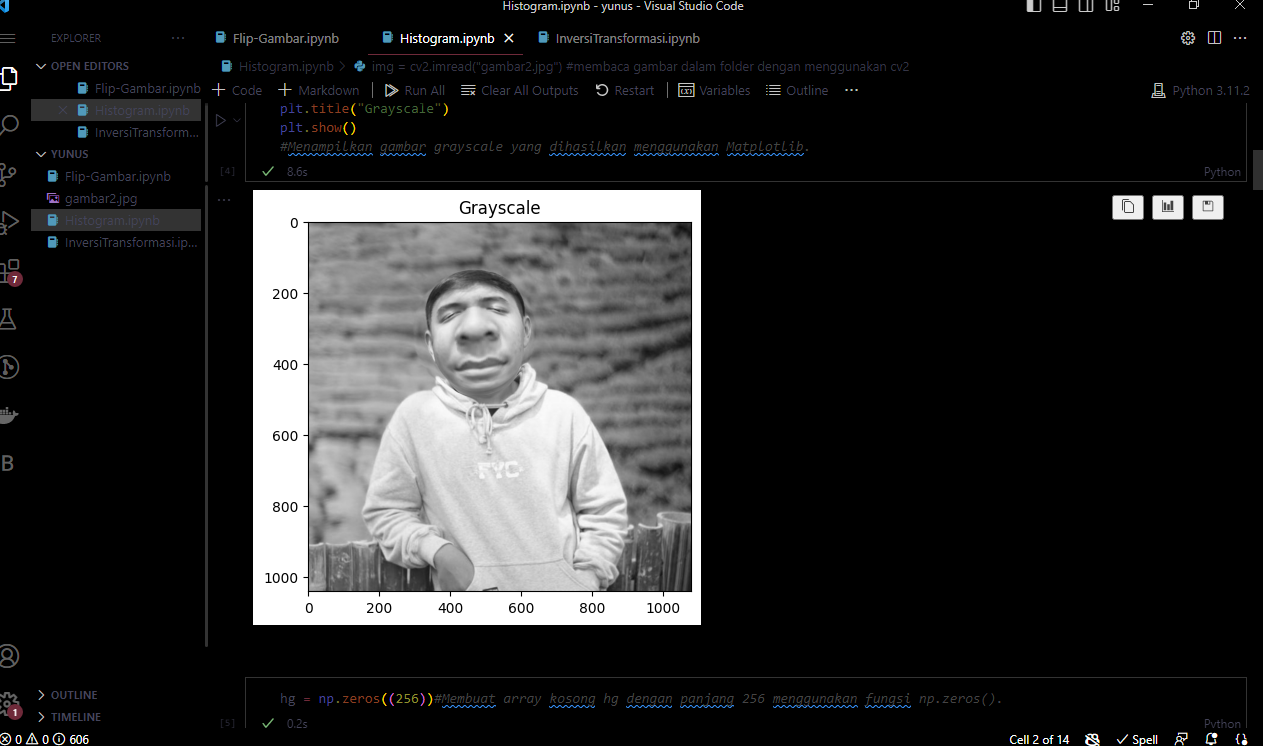 Histogram.ipynb - yunus - Visual Studio Code
EXPLORER
Flip-Gambar.ipynb
Histogram.ipynb
InversiTransformasi.ipynb
OPEN EDITORS
Flip-Gambar.ipynb
Histogram.ipynb
InversiTransform...
YUNUS
Flip-Gambar.ipynb
gambar2.jpg
Histogram.ipynb
InversiTransformasi.ip...
7
OUTLINE
TIMELINE
1
Histogram.ipynb > img = cv2.imread("gambar2.jpg") #membaca gambar dalam folder dengan menggunakan cv2
+ Code + Markdown | Run All Clear All Outputs Restart | Variables Outline ... Python 3.11.2
plt.title("Grayscale")
plt.show()
#Menampilkan gambar grayscale yang dihasilkan menggunakan Matplotlib.
[4] 8.6s Python
Grayscale
0
200
400
600
800
1000
0 200 400 600 800 1000
FYC
hg = np.zeros((256))#Membuat array kosong hg dengan panjang 256 menggunakan fungsi np.zeros().
[5] 0.2s Python
0 0 606 Cell 2 of 14 Spell